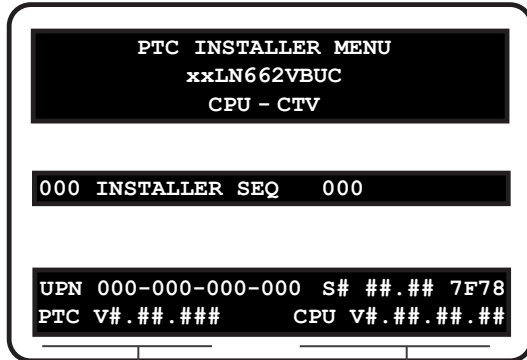 PTC INSTALLER MENU
xxLN662VBUC
CPU – CTV
000 INSTALLER SEQ 000
UPN 000-000-000-000 S# ##.## 7F78
PTC V#.##.### CPU V#.##.##.##